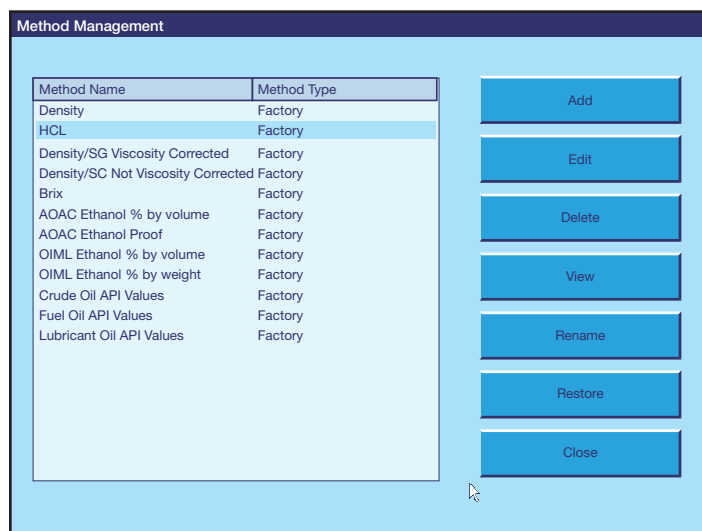 Method Management
Method Name Method Type
Density Factory
HCL Factory
Density/SG Viscosity Corrected Factory
Density/SC Not Viscosity Corrected Factory
Brix Factory
AOAC Ethanol % by volume Factory
AOAC Ethanol Proof Factory
OIML Ethanol % by volume Factory
OIML Ethanol % by weight Factory
Crude Oil API Values Factory
Fuel Oil API Values Factory
Lubricant Oil API Values Factory
Add
Edit
Delete
View
Rename
Restore
Close